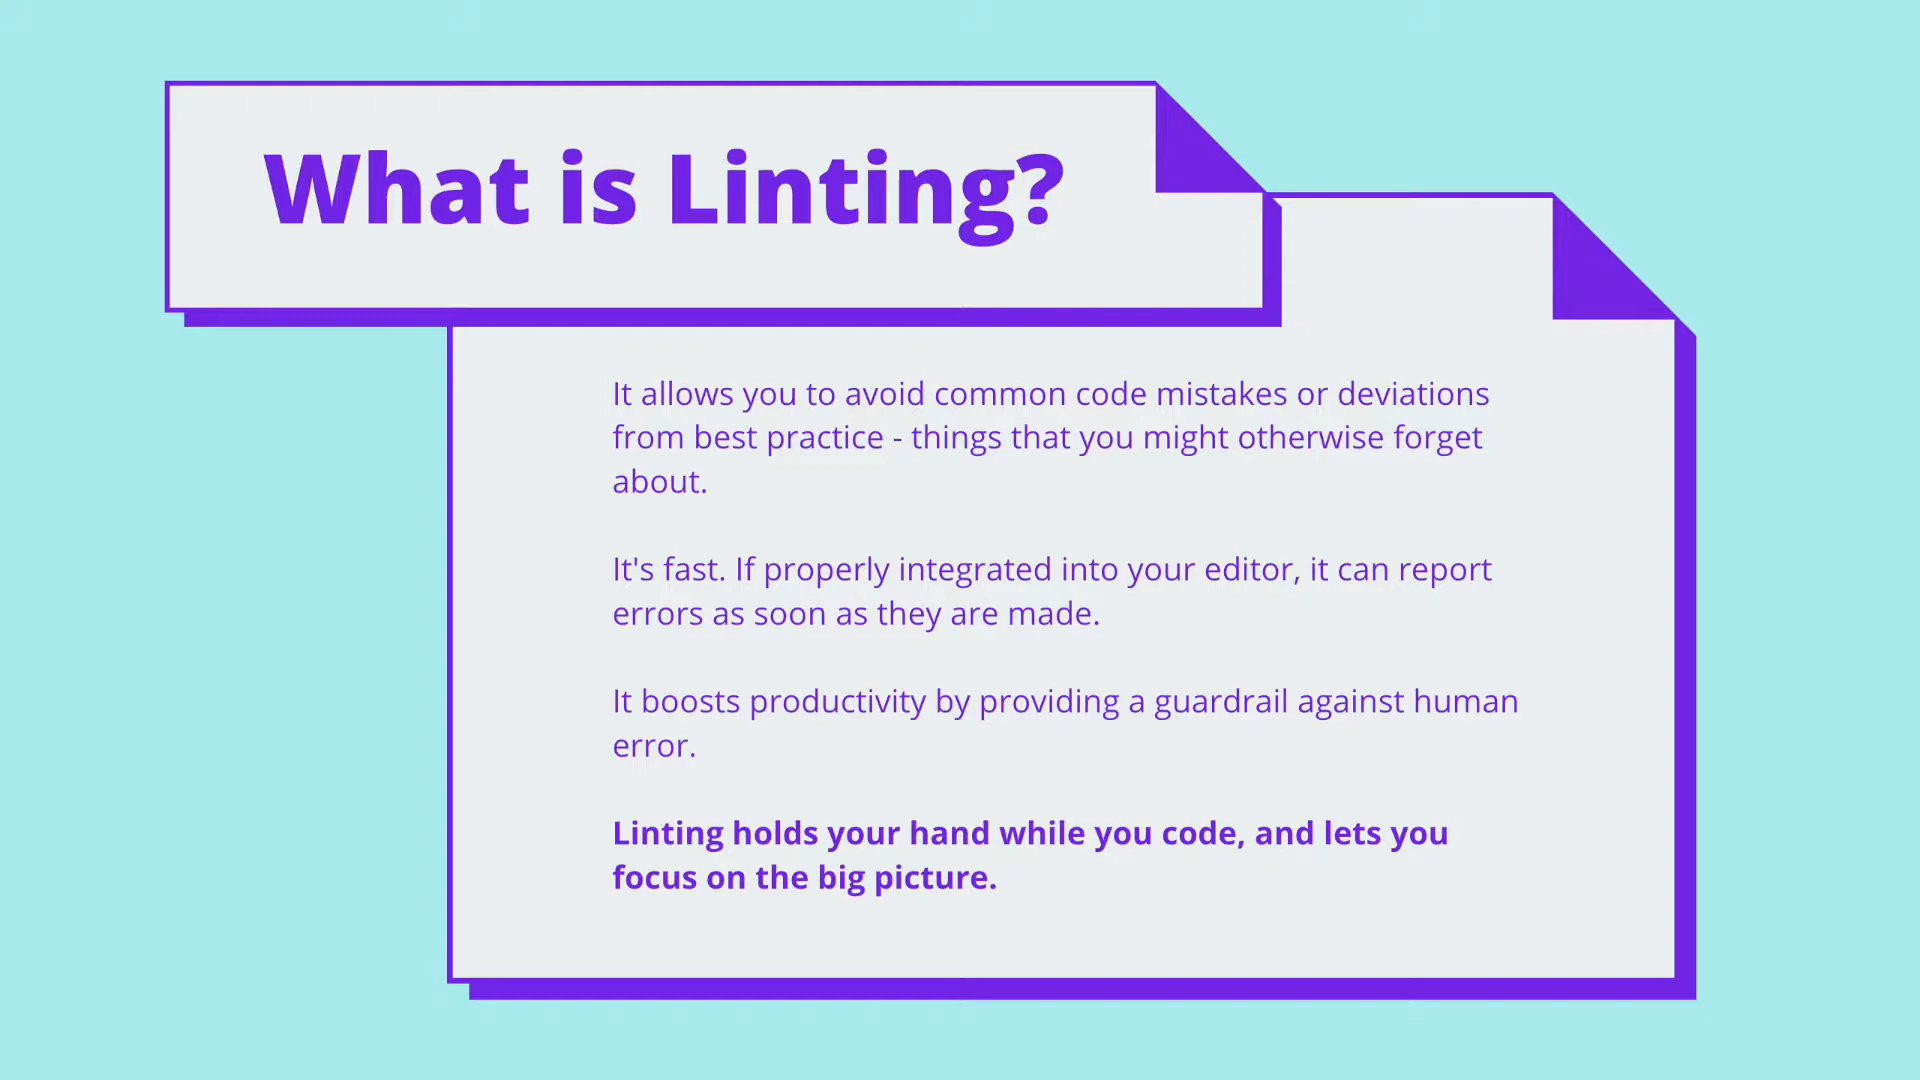 What is Linting?
It allows you to avoid common code mistakes or deviations
from best practice - things that you might otherwise forget
about.
It's fast. If properly integrated into your editor, it can report
errors as soon as they are made.
It boosts productivity by providing a guardrail against human
error.
Linting holds your hand while you code, and lets you
focus on the big picture.